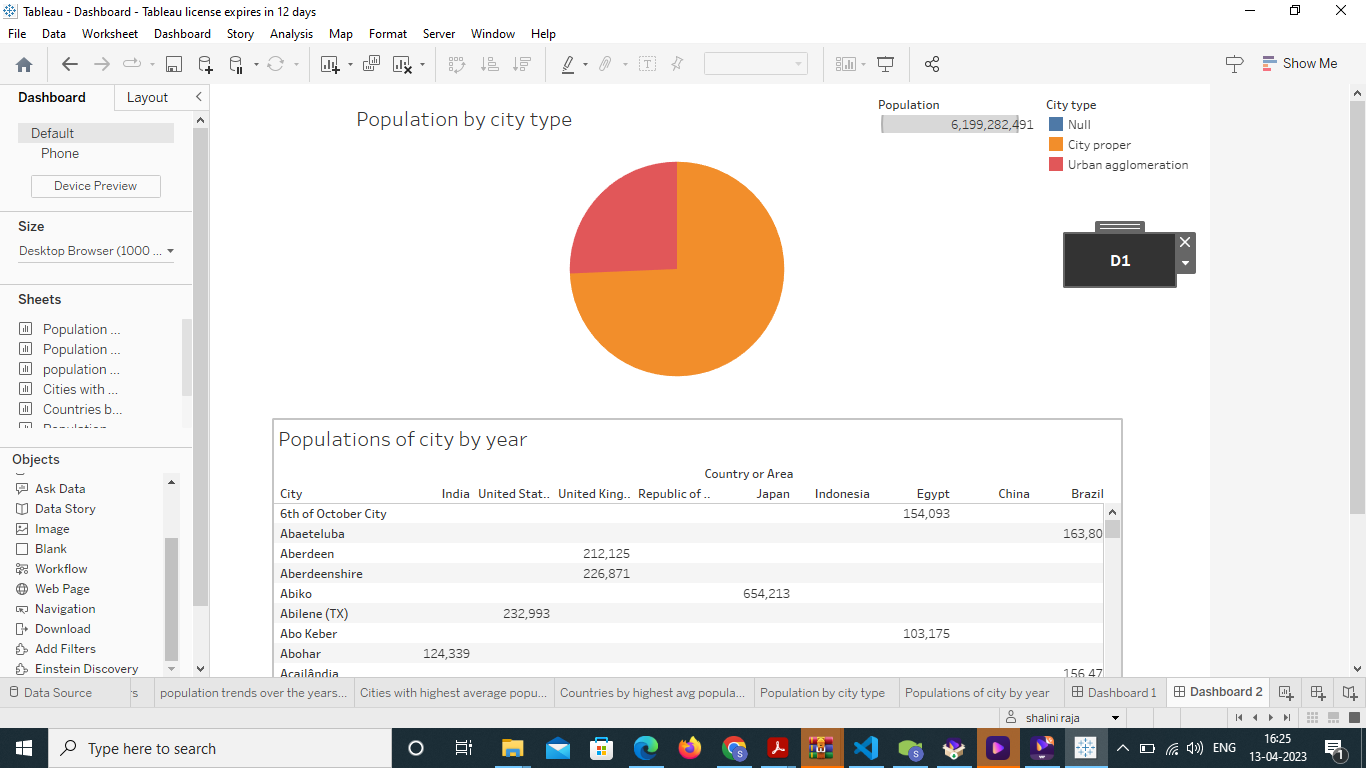 Tableau - Dashboard - Tableau license expires in 12 days
File Data Worksheet Dashboard Story Analysis Map Format Server Window Help
Show Me
Dashboard Layout
Default
Phone
Device Preview
Size
Desktop Browser (1000 ...
Sheets
Population ...
Population ...
population ...
Cities with ...
Countries b...
Objects
Ask Data
Data Story
Image
Blank
Workflow
Web Page
Navigation
Download
Add Filters
Einstein Discovery
Population by city type
Population
6,199,282,491
City type
Null
City proper
Urban agglomeration
D1
Populations of city by year
Country or Area
City India United Stat.. United King.. Republic of .. Japan Indonesia Egypt China Brazil
6th of October City 154,093
Abaeteluba 163,80
Aberdeen 212,125
Aberdeenshire 226,871
Abiko 654,213
Abilene (TX) 232,993
Abo Keber 103,175
Abohar 124,339
Açailândia 156,47
Data Source rs population trends over the years... Cities with highest average popu... Countries by highest avg popula... Population by city type Populations of city by year Dashboard 1 Dashboard 2
shalini raja
Type here to search
ENG
16:25
13-04-2023
1